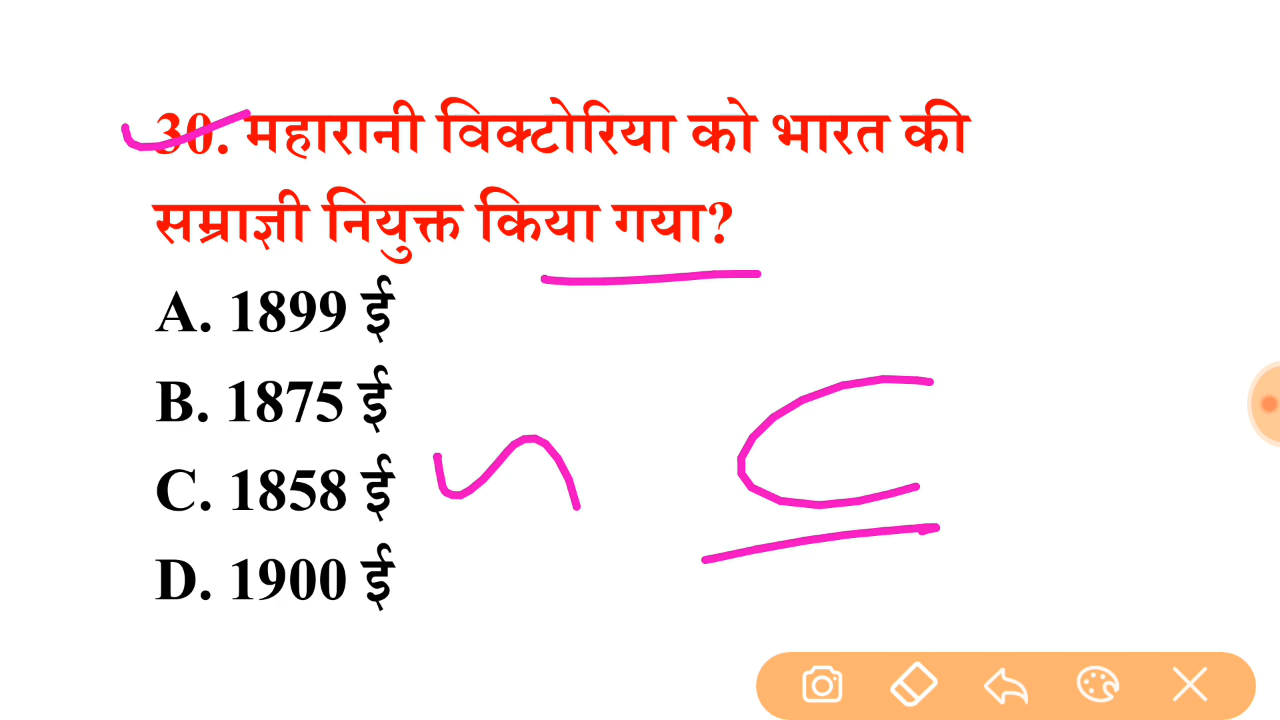 30. महारानी विक्टोरिया को भारत की
सम्राज्ञी नियुक्त किया गया?
A. 1899 ई
B. 1875 ई
C. 1858 ई
D. 1900 ई
C